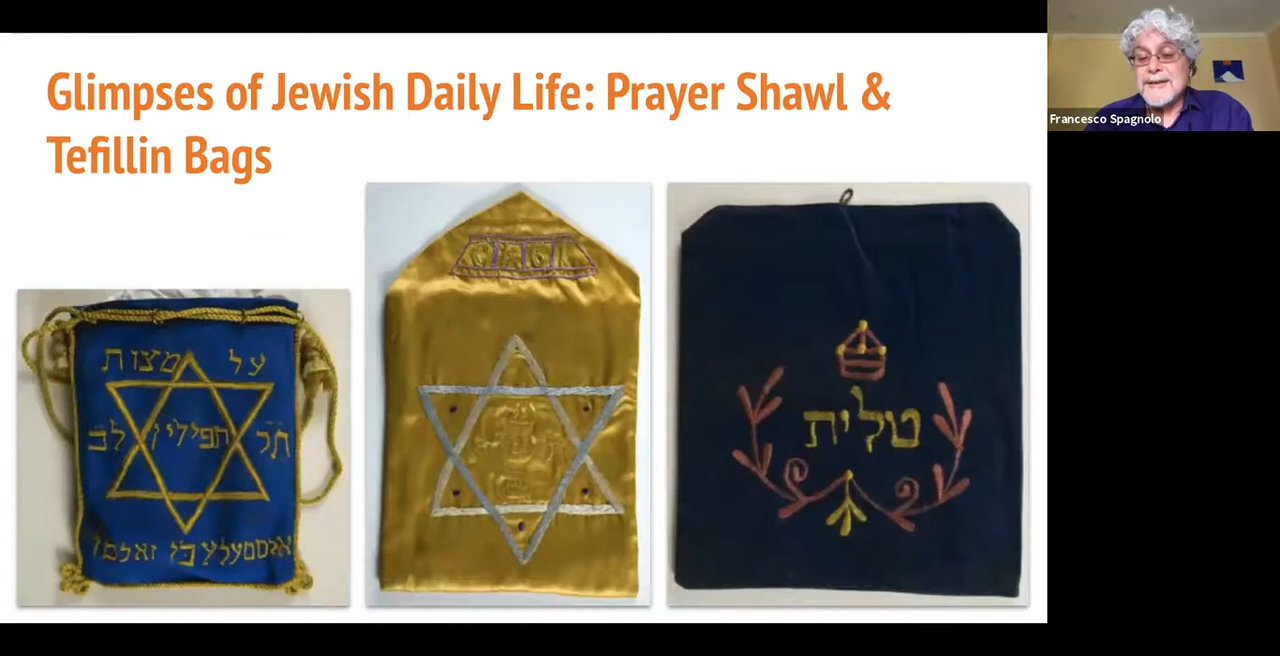 Glimpses of Jewish Daily Life: Prayer Shawl &
Tefillin Bags
Francesco Spagnolo
על מצות
תפילין
טלית